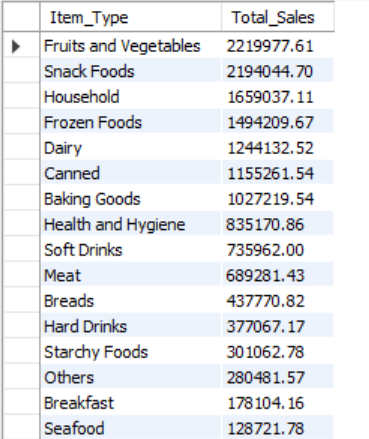 Item_Type Total_Sales
Fruits and Vegetables 2219977.61
Snack Foods 2194044.70
Household 1659037.11
Frozen Foods 1494209.67
Dairy 1244132.52
Canned 1155261.54
Baking Goods 1027219.54
Health and Hygiene 835170.86
Soft Drinks 735962.00
Meat 689281.43
Breads 437770.82
Hard Drinks 377067.17
Starchy Foods 301062.78
Others 280481.57
Breakfast 178104.16
Seafood 128721.78